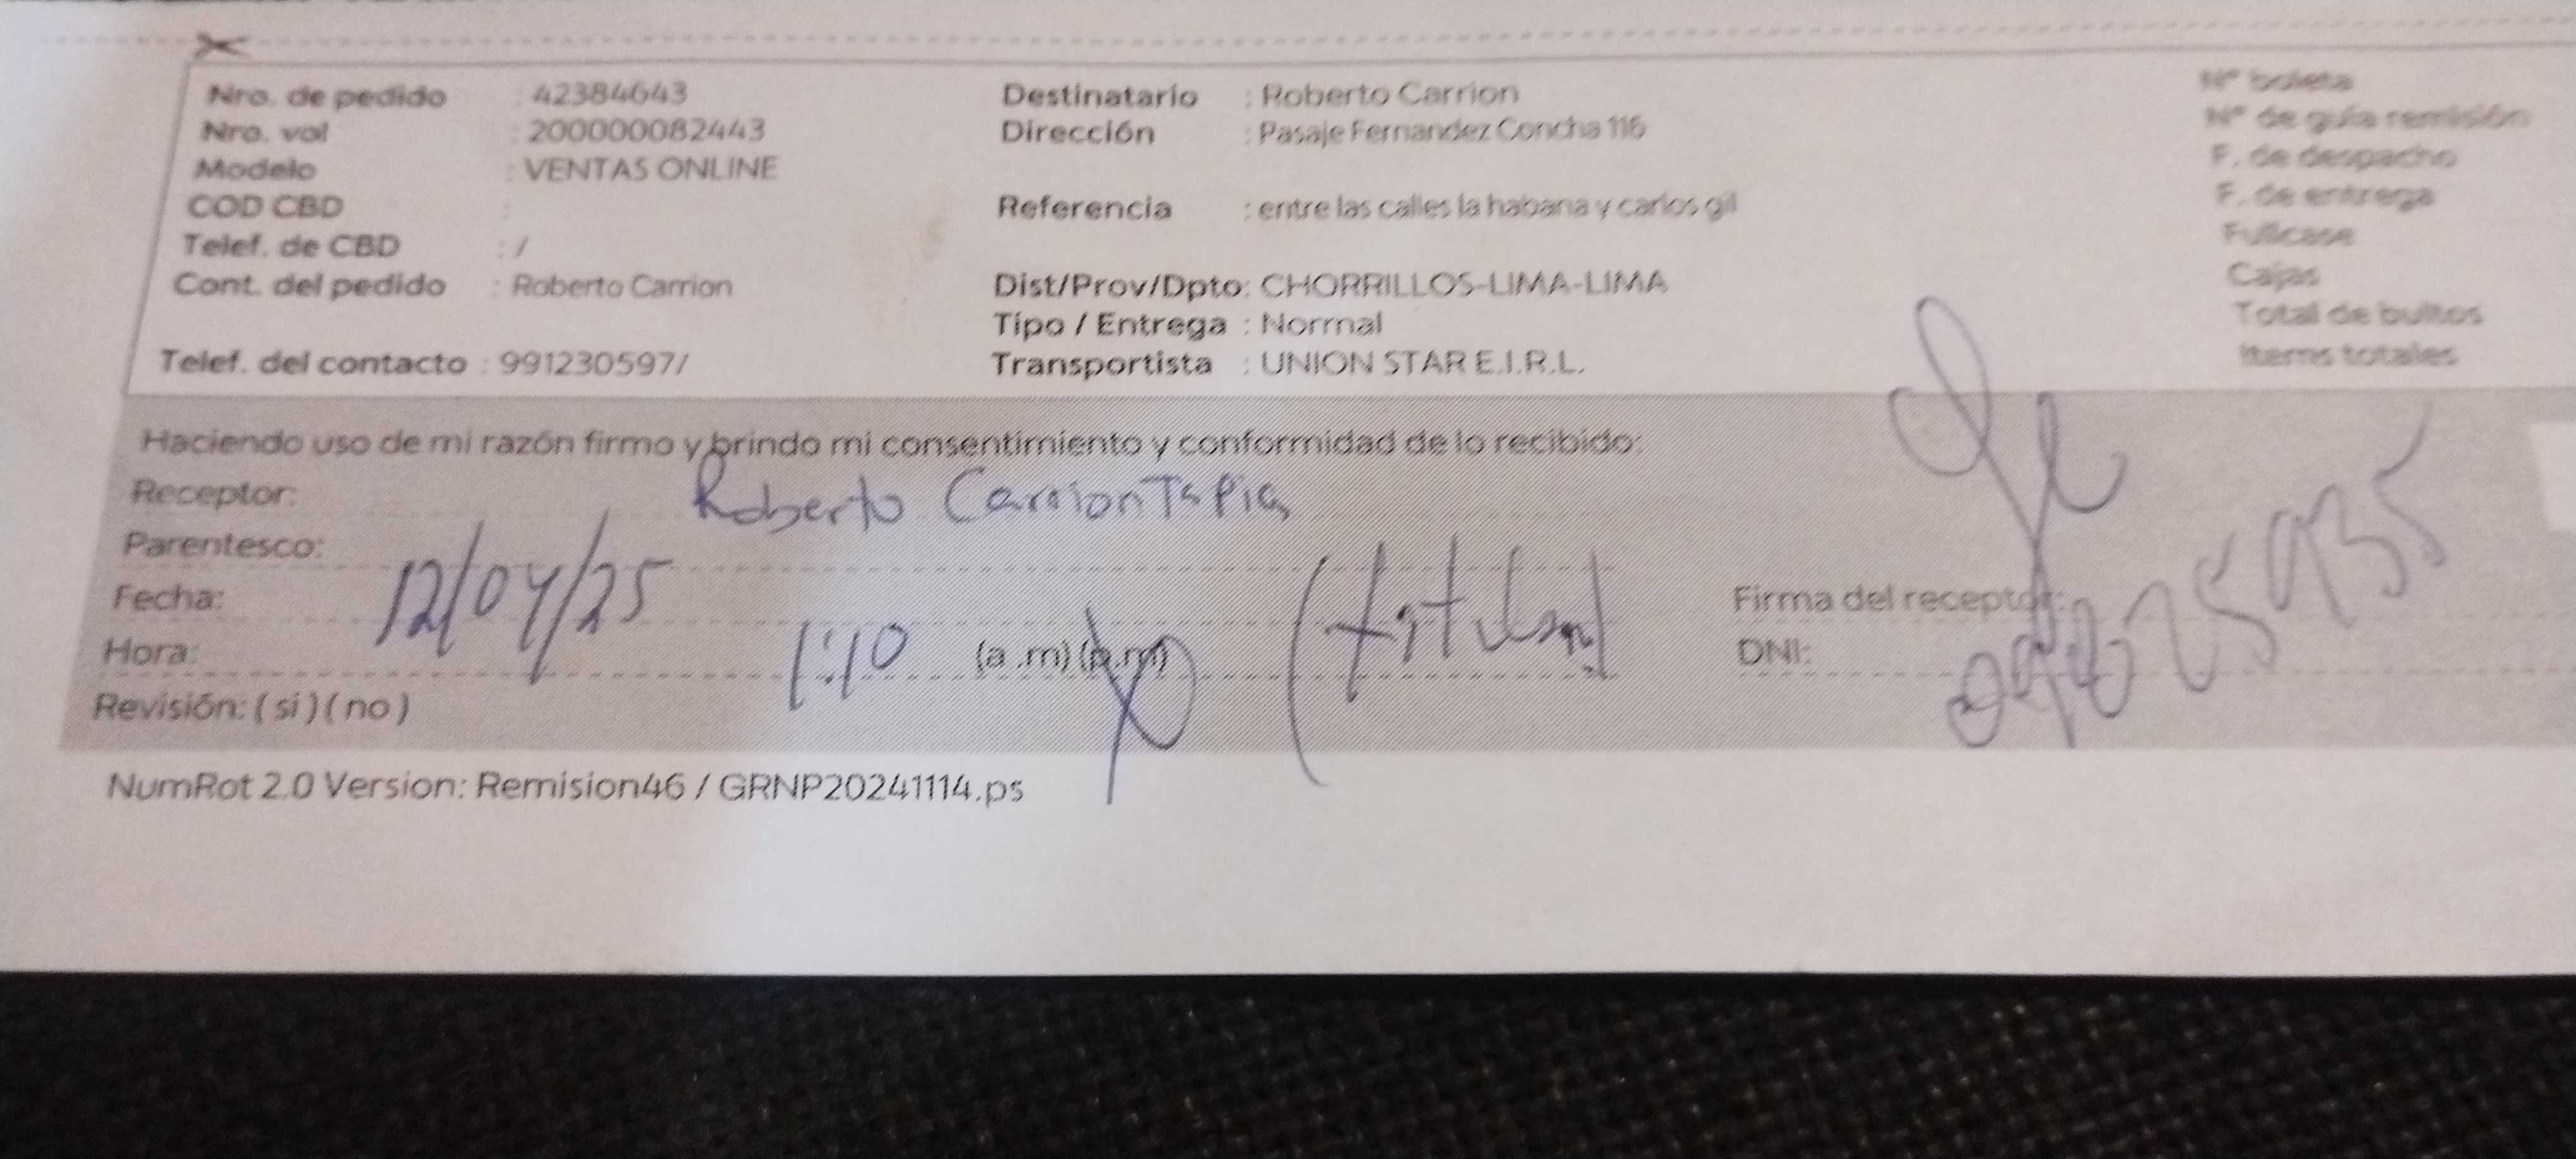 Nro. de pedido : 42384643
Nro. vol : 200000082443
Modelo : VENTAS ONLINE
COD CBD :
Telef. de CBD : /
Cont. del pedido : Roberto Carrion
Telef. del contacto : 991230597/
Destinatario : Roberto Carrion
Dirección : Pasaje Fernandez Concha 116
Referencia : entre las calles la habana y carlos gil
Dist/Prov/Dpto: CHORRILLOS-LIMA-LIMA
Tipo / Entrega : Normal
Transportista : UNION STAR E.I.R.L.
N° boleta
N° de guía remisión
F. de despacho
F. de entrega
Fullcase
Cajas
Total de bultos
Items totales
Haciendo uso de mi razón firmo y brindo mi consentimiento y conformidad de lo recibido:
Receptor: Roberto Carrion Tapia
Parentesco: (titular)
Fecha: 12/04/25
Hora: 1:10 (a .m) (p.m)
Revisión: ( si ) ( no )
Firma del receptor:
DNI:
NumRot 2.0 Version: Remision46 / GRNP20241114.ps